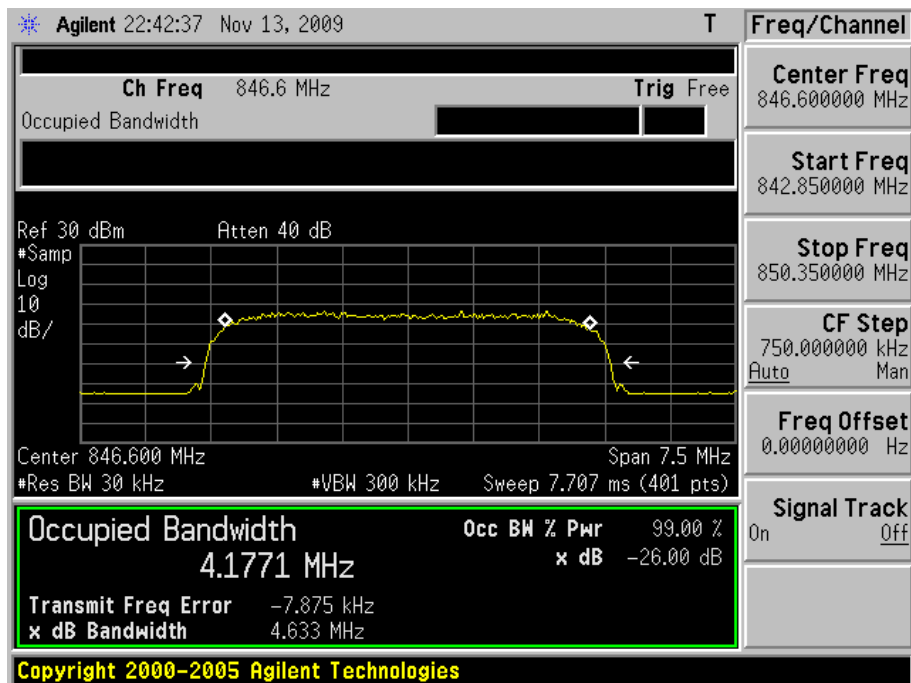 Agilent 22:42:37 Nov 13, 2009 T
Ch Freq 846.6 MHz Trig Free
Occupied Bandwidth
Ref 30 dBm Atten 40 dB
#Samp
Log
10
dB/
Center 846.600 MHz Span 7.5 MHz
#Res BW 30 kHz #VBW 300 kHz Sweep 7.707 ms (401 pts)
Occupied Bandwidth Occ BW % Pwr 99.00 %
4.1771 MHz x dB -26.00 dB
Transmit Freq Error -7.875 kHz
x dB Bandwidth 4.633 MHz
Copyright 2000-2005 Agilent Technologies
Freq/Channel
Center Freq
846.600000 MHz
Start Freq
842.850000 MHz
Stop Freq
850.350000 MHz
CF Step
750.000000 kHz
Auto Man
Freq Offset
0.00000000 Hz
Signal Track
On Off